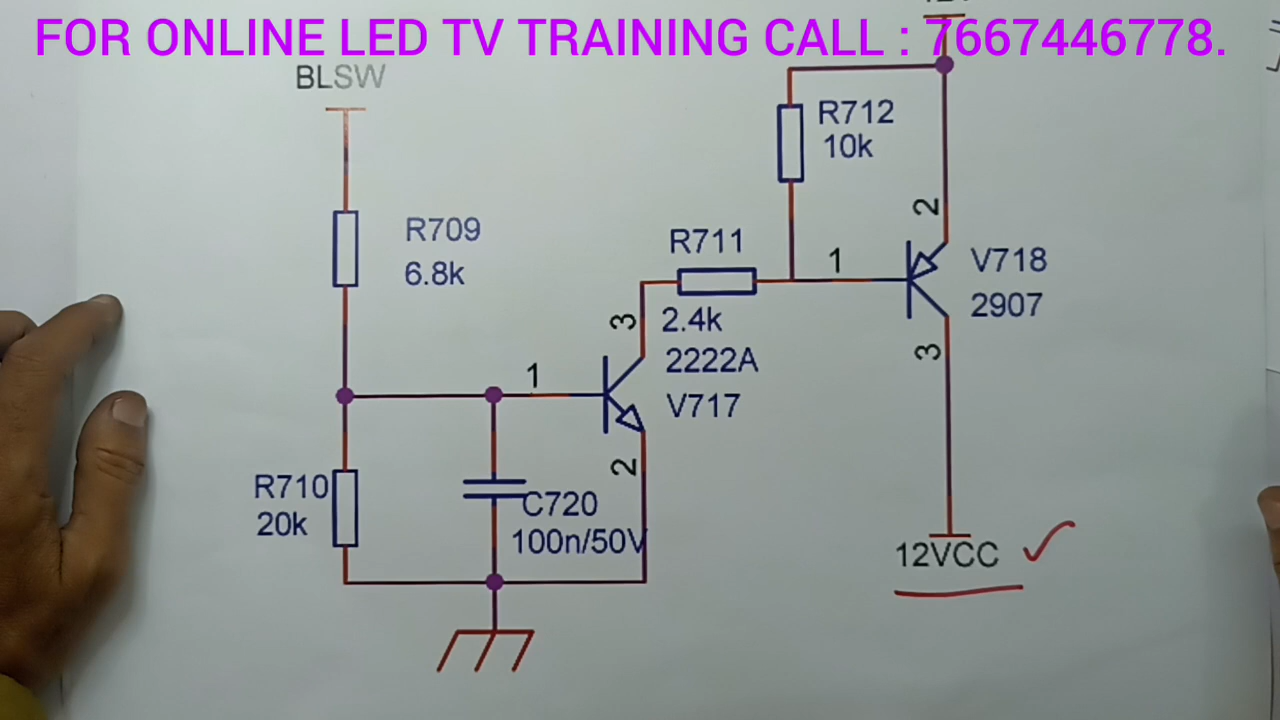 FOR ONLINE LED TV TRAINING CALL : 7667446778.
BLSW
R712
10k
R709
6.8k
2
R711
1
V718
2907
3
2.4k
3
2222A
1
V717
2
R710
20k
C720
100n/50V
12VCC